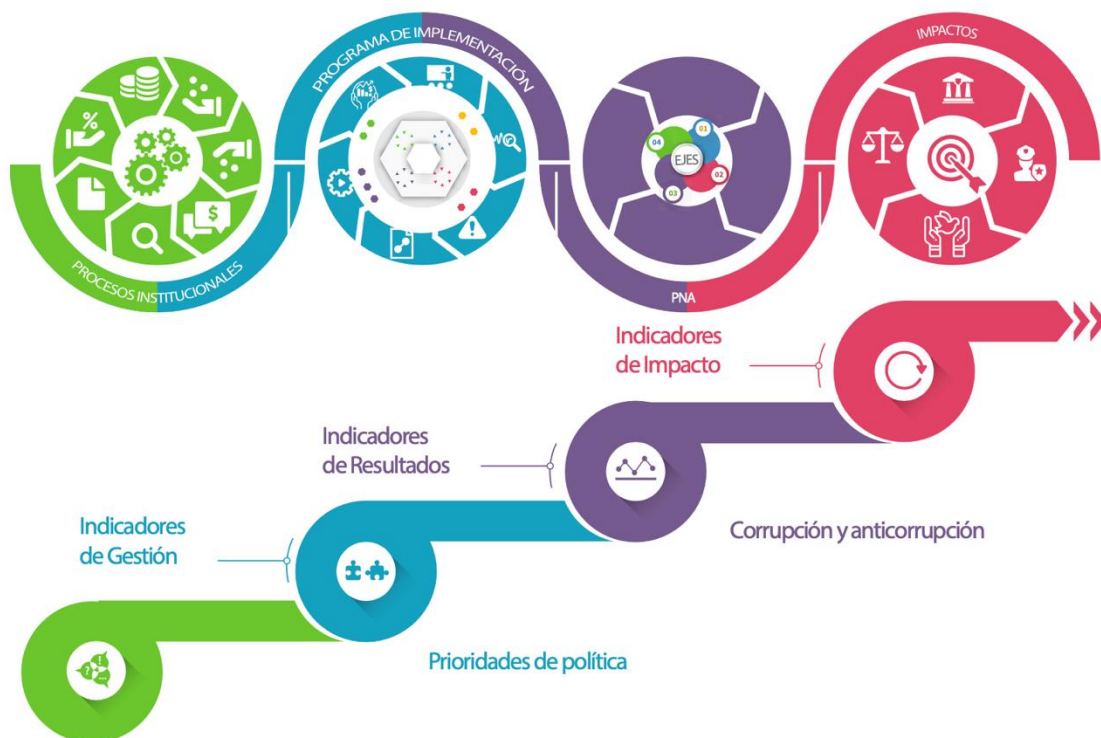 PROCESOS INSTITUCIONALES
PROGRAMA DE IMPLEMENTACIÓN
PNA
IMPACTOS
%
$
04
01
EJES
02
03
Indicadores
de Impacto
Indicadores
de Resultados
Corrupción y anticorrupción
Indicadores
de Gestión
Prioridades de política
?
!
...